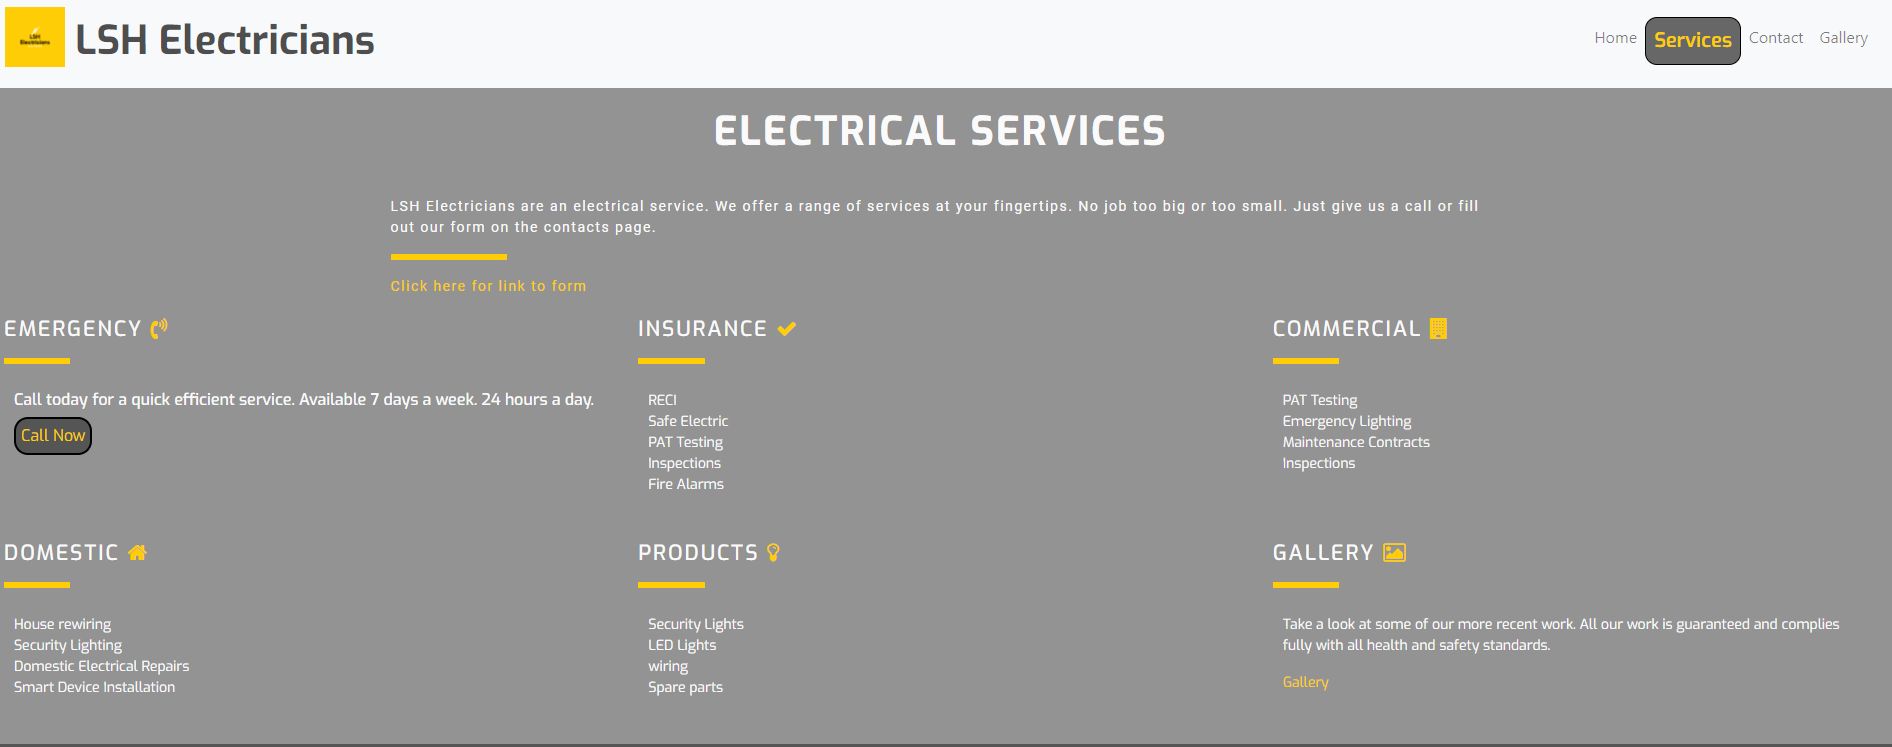 LSH
Electricians
LSH Electricians
Home Services Contact Gallery
ELECTRICAL SERVICES
LSH Electricians are an electrical service. We offer a range of services at your fingertips. No job too big or too small. Just give us a call or fill
out our form on the contacts page.
Click here for link to form
EMERGENCY
Call today for a quick efficient service. Available 7 days a week. 24 hours a day.
Call Now
INSURANCE
RECI
Safe Electric
PAT Testing
Inspections
Fire Alarms
COMMERCIAL
PAT Testing
Emergency Lighting
Maintenance Contracts
Inspections
DOMESTIC
House rewiring
Security Lighting
Domestic Electrical Repairs
Smart Device Installation
PRODUCTS
Security Lights
LED Lights
wiring
Spare parts
GALLERY
Take a look at some of our more recent work. All our work is guaranteed and complies
fully with all health and safety standards.
Gallery